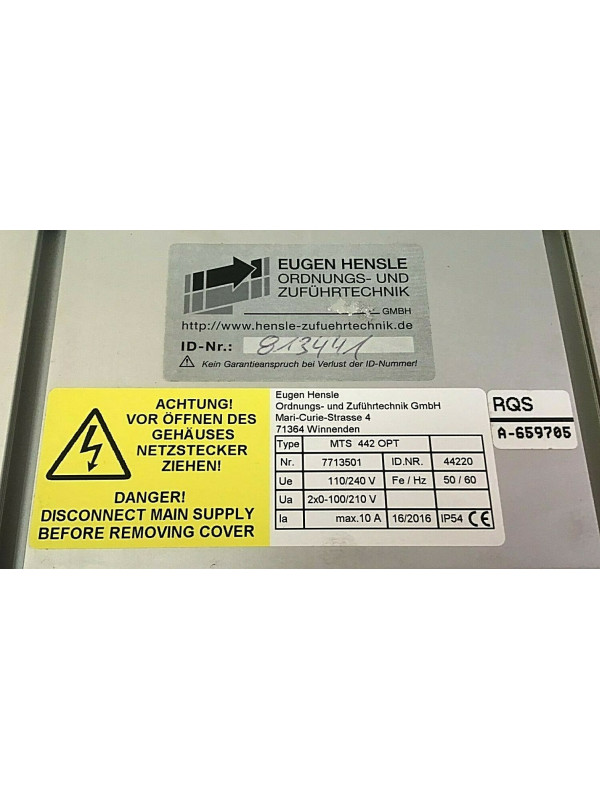 EUGEN HENSLE
ORDNUNGS- UND
ZUFÜHRTECHNIK
GMBH
http://www.hensle-zufuehrtechnik.de
ID-Nr.: 813441
Kein Garantieanspruch bei Verlust der ID-Nummer!
ACHTUNG!
VOR ÖFFNEN DES
GEHÄUSES
NETZSTECKER
ZIEHEN!
DANGER!
DISCONNECT MAIN SUPPLY
BEFORE REMOVING COVER
Eugen Hensle
Ordnungs- und Zuführtechnik GmbH
Mari-Curie-Strasse 4
71364 Winnenden
Type MTS 442 OPT
Nr. 7713501 ID.NR. 44220
Ue 110/240 V Fe / Hz 50 / 60
Ua 2x0-100/210 V
Ia max.10 A 16/2016 IP54 CE
RQS
A-659705